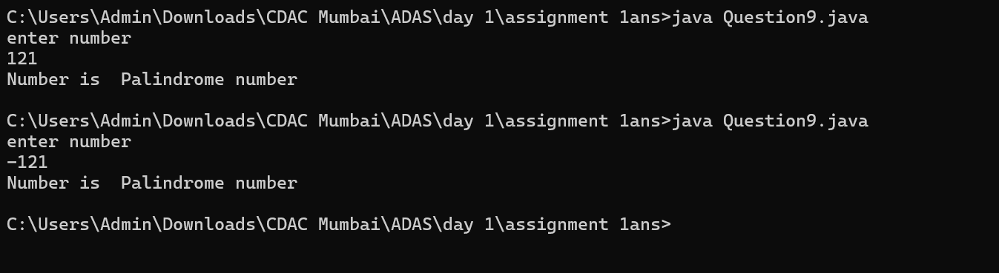 C:\Users\Admin\Downloads\CDAC Mumbai\ADAS\day 1\assignment 1ans>java Question9.java
enter number
121
Number is  Palindrome number
C:\Users\Admin\Downloads\CDAC Mumbai\ADAS\day 1\assignment 1ans>java Question9.java
enter number
-121
Number is  Palindrome number
C:\Users\Admin\Downloads\CDAC Mumbai\ADAS\day 1\assignment 1ans>